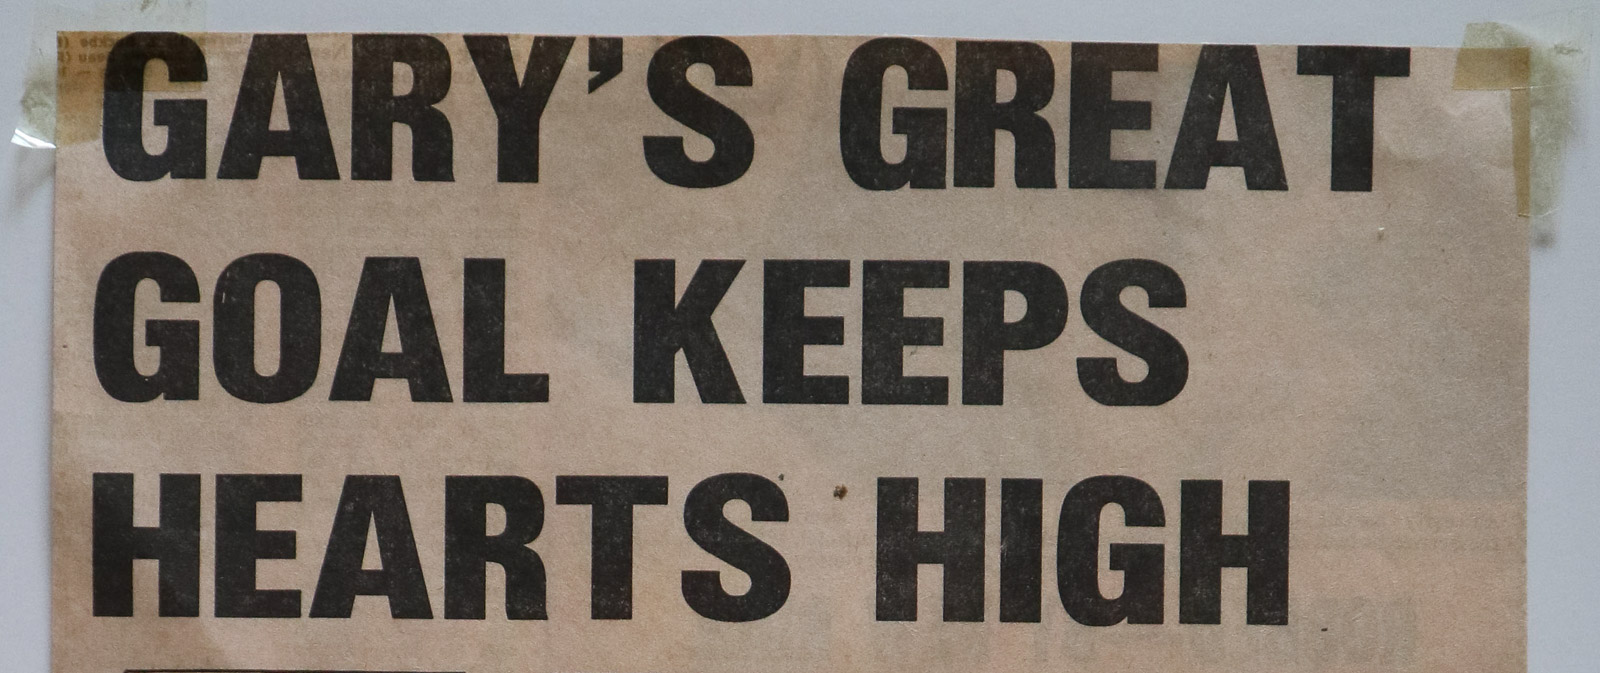 GARY'S GREAT
GOAL KEEPS
HEARTS HIGH